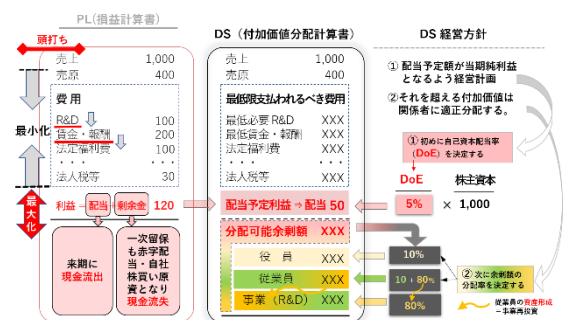 PL(損益計算書)
頭打ち
売上 1,000
売原 400
費用
R&D 100
賃金・報酬 200
法定福利費 100
・・・ ・
法人税等 30
最小化
最大化
利益＝配当＋剰余金 120
来期に
現金流出
一次留保
も赤字配
当・自社
株買い原
資となり
現金流失
DS（付加価値分配計算書）
売上 1,000
売原 400
最低限支払われるべき費用
最低必要 R&D XXX
最低賃金・報酬 XXX
法定福利費 XXX
・・・ ・
法人税等 XXX
配当予定利益⇒配当 50
分配可能余剰額 XXX
役 員 XXX
従業員 XXX
事業（R&D） XXX
DS 経営方針
① 配当予定額が当期純利益
となるよう経営計画
②それを超える付加価値は、
関係者に適正分配する。
① 初めに自己資本配当率
（DoE）を決定する
DoE 株主資本
5% × 1,000
10%
10＋80%
80%
② 次に余剰額の
分配率を決定する
従業員の資産形成
－事業再投資